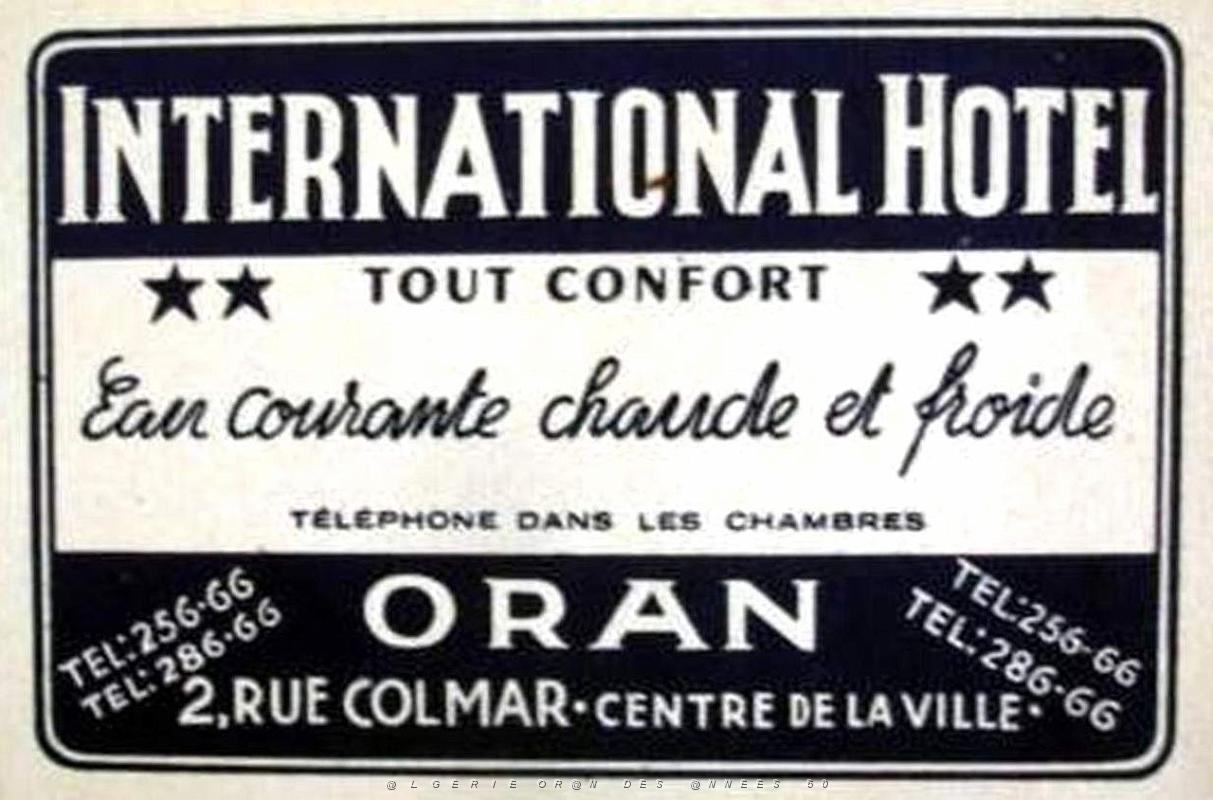 INTERNATIONAL HOTEL
TOUT CONFORT
Eau courante chaude et froide
TÉLÉPHONE DANS LES CHAMBRES
ORAN
TEL:256-66
TEL:286-66
TEL:256-66
TEL:286-66
2, RUE COLMAR·CENTRE DE LA VILLE·
@LGERIE OR@N DES @NNEES 50